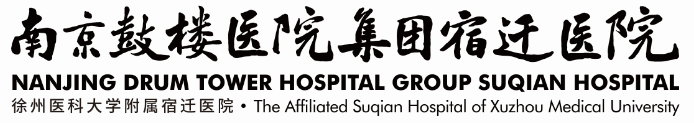 南京鼓楼医院集团宿迁医院
NANJING DRUM TOWER HOSPITAL GROUP SUQIAN HOSPITAL
徐州医科大学附属宿迁医院 • The Affiliated Suqian Hospital of Xuzhou Medical University